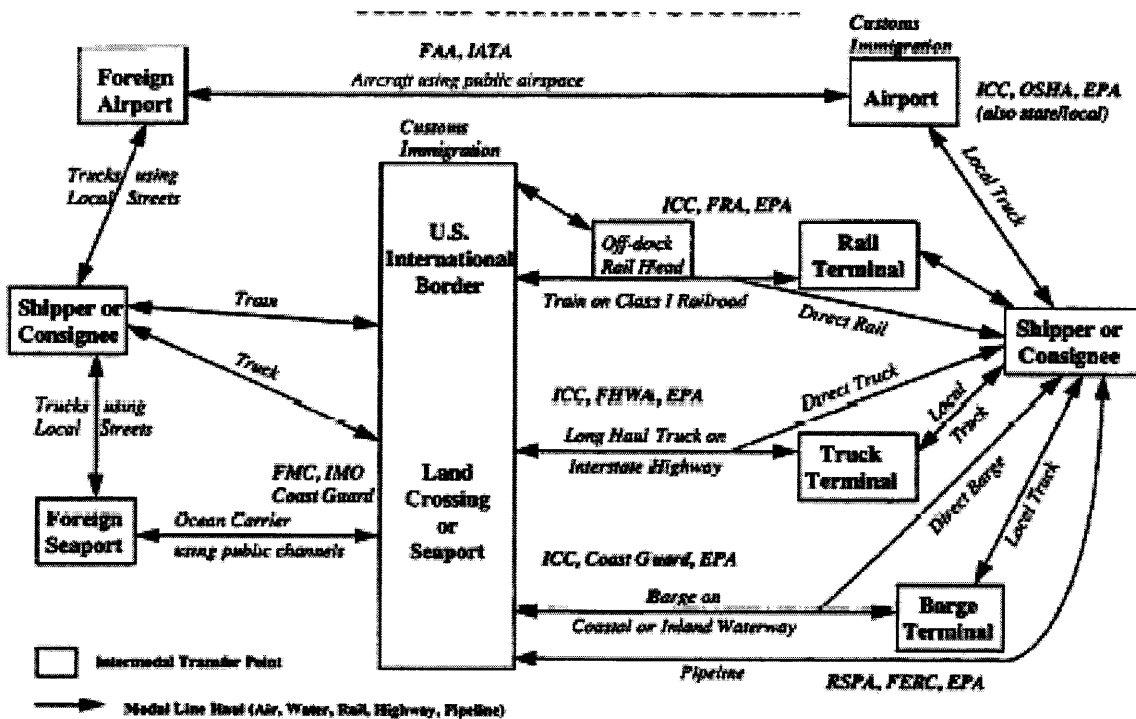 Customs
Immigration
FAA, IATA
Aircraft using public airspace
Foreign
Airport
Airport
ICC, OSHA, EPA
(also state/local)
Customs
Immigration
Trucks using
Local Streets
Local Truck
U.S.
International
Border
ICC, FRA, EPA
Off-dock
Rail Head
Rail
Terminal
Train on Class I Railroad
Direct Rail
Shipper or
Consignee
Train
Truck
Shipper or
Consignee
Trucks using
Local Streets
ICC, FHWA, EPA
Direct Truck
Long Haul Truck on
Interstate Highway
Local
Truck
Truck
Terminal
FMC, IMO
Coast Guard
Land
Crossing
or
Seaport
Foreign
Seaport
Ocean Carrier
using public channels
Direct Barge
Local Truck
ICC, Coast Guard, EPA
Barge on
Coastal or Inland Waterway
Barge
Terminal
Pipeline
RSPA, FERC, EPA
Intermodal Transfer Point
Modal Line Haul (Air, Water, Rail, Highway, Pipeline)